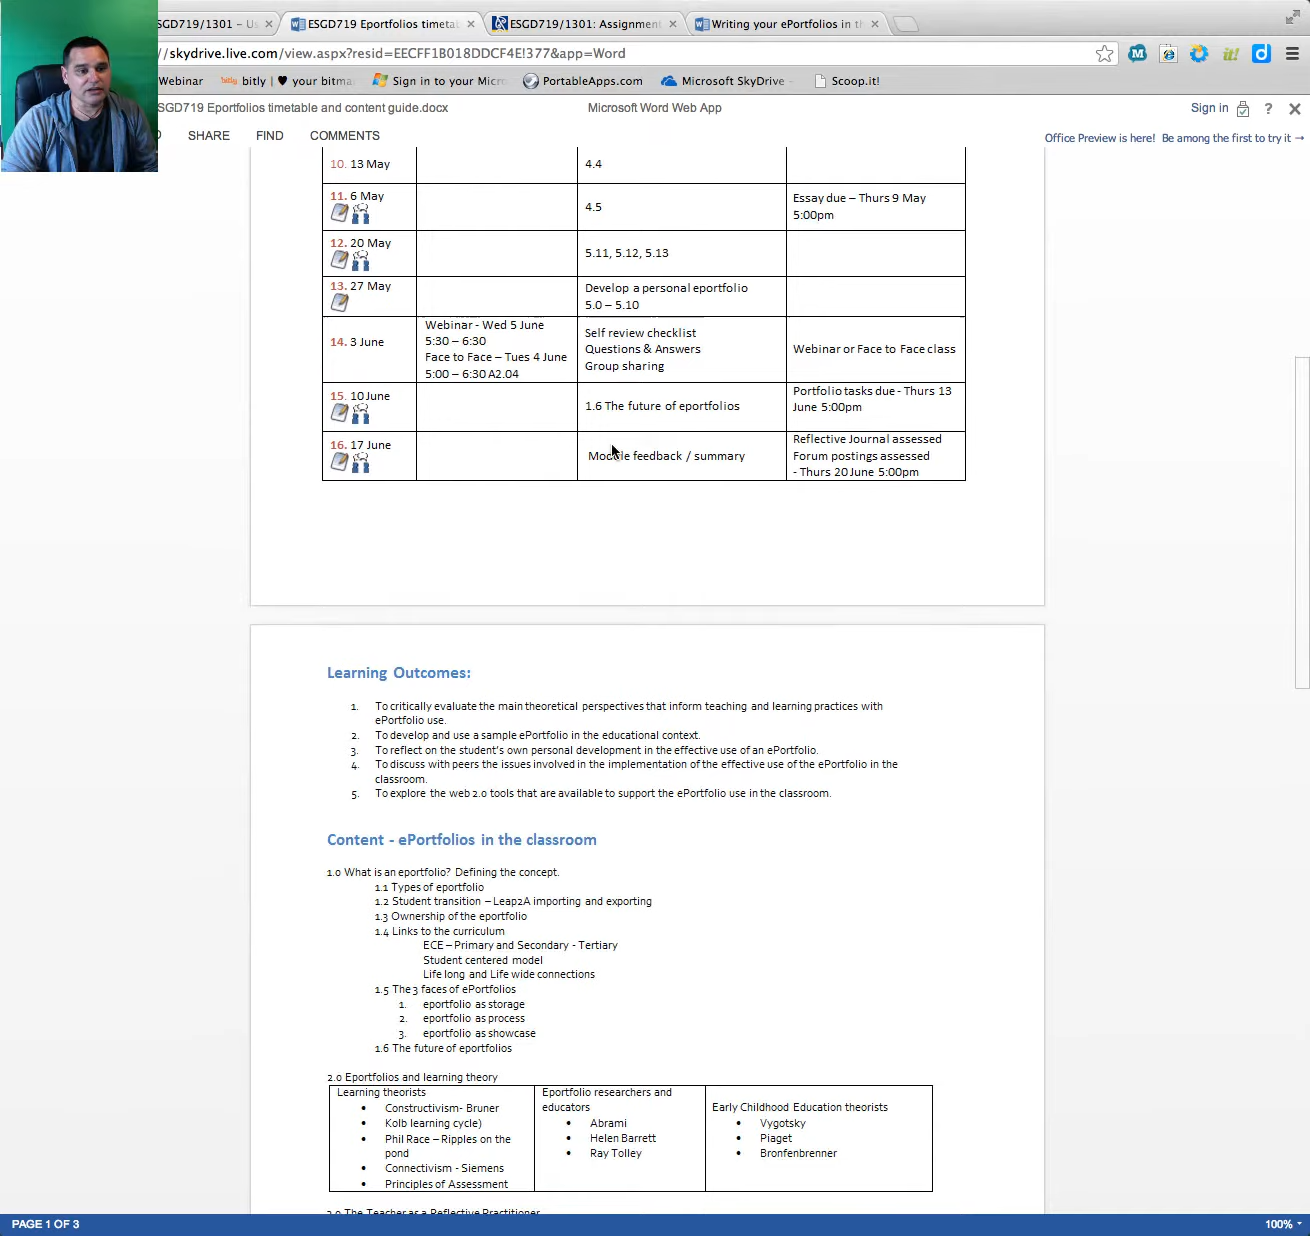 ESGD719/1301 – Us
ESGD719 Eportfolios timeta
ESGD719/1301: Assignment
Writing your ePortfolios in t
//skydrive.live.com/view.aspx?resid=EECFF1B018DDCF4E!377&app=Word
Webinar
bitly | ♥ your bitma
Sign in to your Micro
PortableApps.com
Microsoft SkyDrive
Scoop.it!
SGD719 Eportfolios timetable and content guide.docx
Microsoft Word Web App
Sign in
SHARE FIND COMMENTS
Office Preview is here! Be among the first to try it →
10. 13 May
4.4
11. 6 May
4.5
Essay due – Thurs 9 May
5:00pm
12. 20 May
5.11, 5.12, 5.13
13. 27 May
Develop a personal eportfolio
5.0 – 5.10
14. 3 June
Webinar - Wed 5 June
5:30 – 6:30
Face to Face – Tues 4 June
5:00 – 6:30 A2.04
Self review checklist
Questions & Answers
Group sharing
Webinar or Face to Face class
15. 10 June
1.6 The future of eportfolios
Portfolio tasks due - Thurs 13
June 5:00pm
16. 17 June
Module feedback / summary
Reflective Journal assessed
Forum postings assessed
- Thurs 20 June 5:00pm
Learning Outcomes:
1. To critically evaluate the main theoretical perspectives that inform teaching and learning practices with
ePortfolio use.
2. To develop and use a sample ePortfolio in the educational context.
3. To reflect on the student's own personal development in the effective use of an ePortfolio.
4. To discuss with peers the issues involved in the implementation of the effective use of the ePortfolio in the
classroom.
5. To explore the web 2.0 tools that are available to support the ePortfolio use in the classroom.
Content - ePortfolios in the classroom
1.0 What is an eportfolio? Defining the concept.
1.1 Types of eportfolio
1.2 Student transition – Leap2A importing and exporting
1.3 Ownership of the eportfolio
1.4 Links to the curriculum
ECE – Primary and Secondary - Tertiary
Student centered model
Life long and Life wide connections
1.5 The 3 faces of ePortfolios
1. eportfolio as storage
2. eportfolio as process
3. eportfolio as showcase
1.6 The future of eportfolios
2.0 Eportfolios and learning theory
Learning theorists
• Constructivism- Bruner
• Kolb learning cycle)
• Phil Race – Ripples on the
pond
• Connectivism - Siemens
• Principles of Assessment
Eportfolio researchers and
educators
• Abrami
• Helen Barrett
• Ray Tolley
Early Childhood Education theorists
• Vygotsky
• Piaget
• Bronfenbrenner
3.0 The Teacher as a Reflective Practitioner
PAGE 1 OF 3
100%